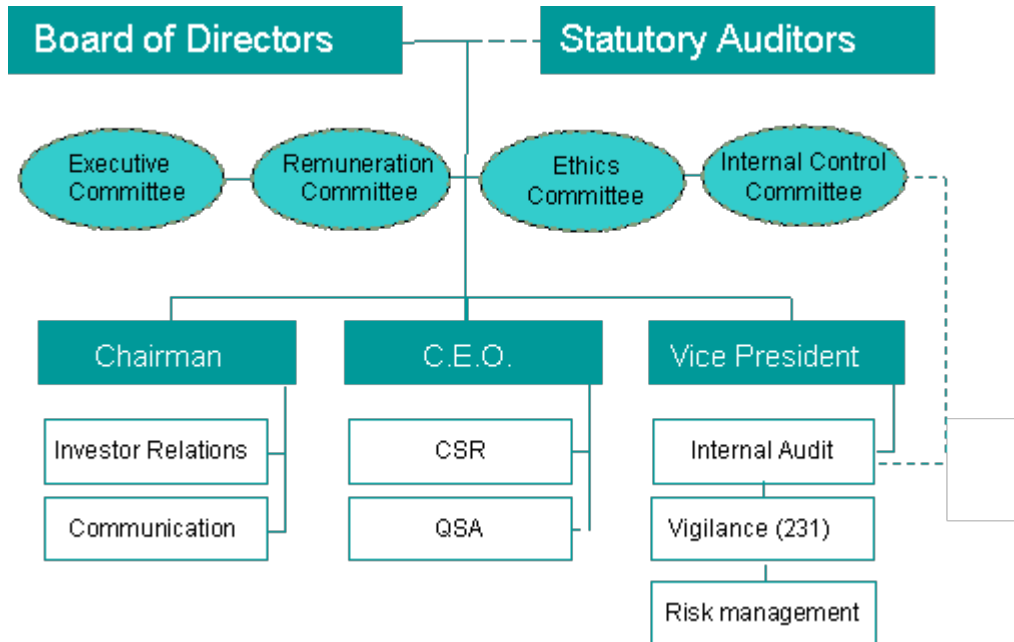 Board of Directors
Statutory Auditors
Executive
Committee
Remuneration
Committee
Ethics
Committee
Internal Control
Committee
Chairman
C.E.O.
Vice President
Investor Relations
CSR
Internal Audit
Communication
QSA
Vigilance (231)
Risk management